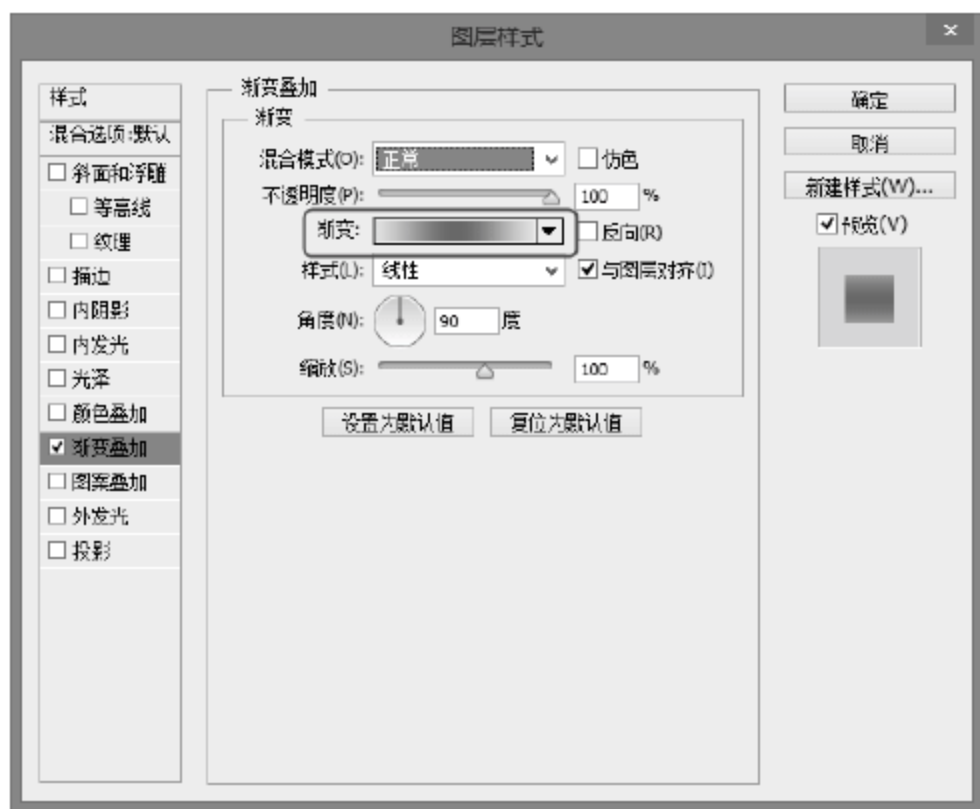 图层样式
样式
混合选项:默认
斜面和浮雕
等高线
纹理
描边
内阴影
内发光
光泽
颜色叠加
渐变叠加
图案叠加
外发光
投影
渐变叠加
渐变
混合模式(O): 正常 仿色
不透明度(P): 100 %
渐变: 反向(R)
样式(L): 线性 与图层对齐(I)
角度(N): 90 度
缩放(S): 100 %
设置为默认值 复位为默认值
确定
取消
新建样式(W)...
预览(V)